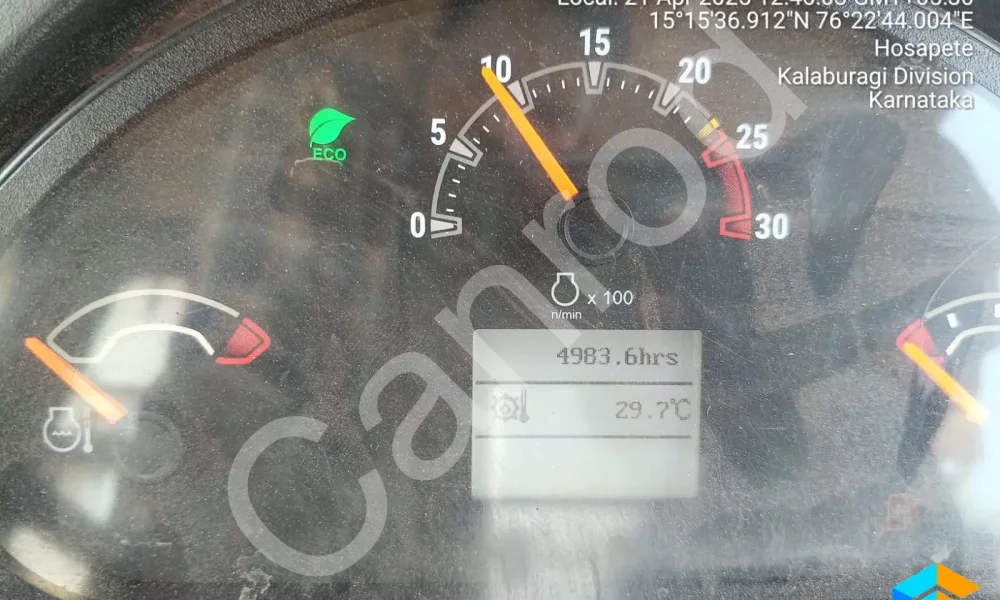 15°15'36.912"N 76°22'44.004"E
Hosapete
Kalaburagi Division
Karnataka
15
10
20
5
25
ECO
0
30
x 100
n/min
4983.6hrs
29.7°C
Canrod